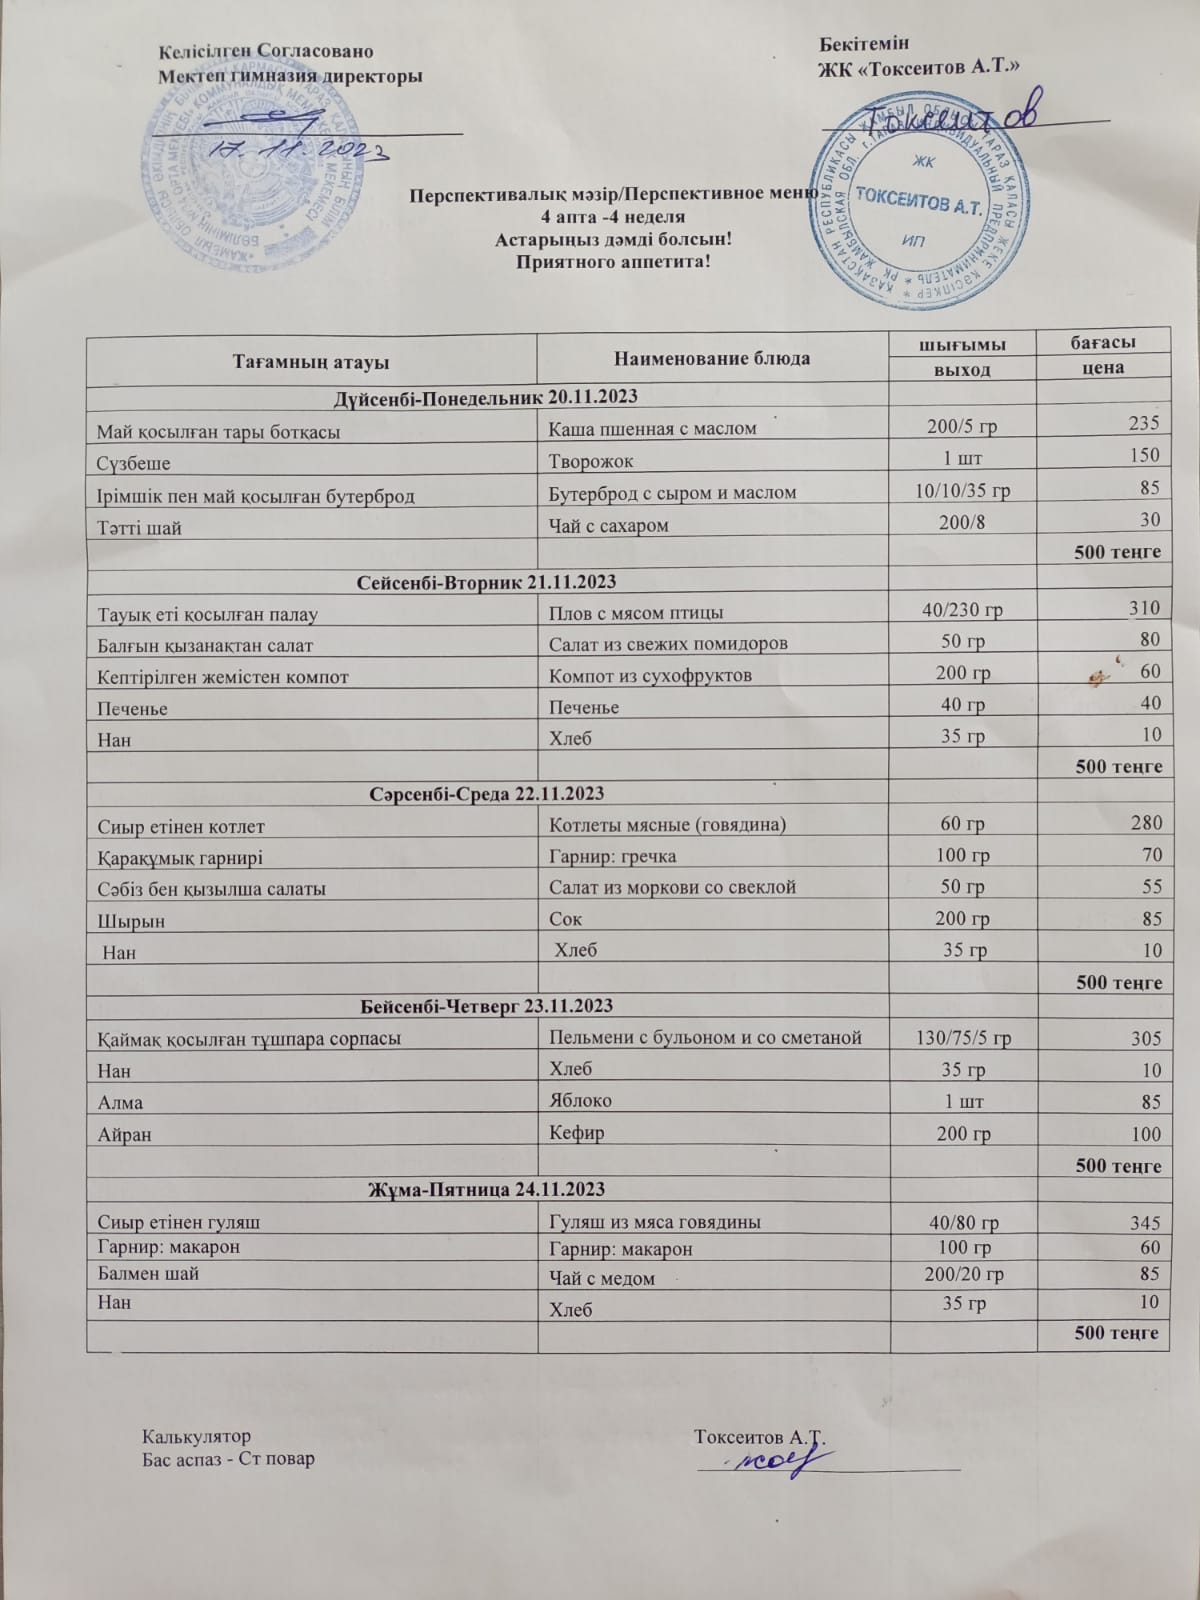 Келісілген Согласовано
Мектеп гимназия директоры
17.11.2023
Бекітемін
ЖК «Токсеитов А.Т.»
Токсеитов
ЖК
ТОКСЕИТОВ А.Т.
ИП
Перспективалық мәзір/Перспективное меню
4 апта -4 неделя
Астарыңыз дәмді болсын!
Приятного аппетита!
Тағамның атауы Наименование блюда шығымы бағасы
выход цена
Дүйсенбі-Понедельник 20.11.2023
Май қосылған тары ботқасы Каша пшенная с маслом 200/5 гр 235
Сүзбеше Творожок 1 шт 150
Ірімшік пен май қосылған бутерброд Бутерброд с сыром и маслом 10/10/35 гр 85
Тәтті шай Чай с сахаром 200/8 30
500 теңге
Сейсенбі-Вторник 21.11.2023
Тауық еті қосылған палау Плов с мясом птицы 40/230 гр 310
Балғын қызанақтан салат Салат из свежих помидоров 50 гр 80
Кептірілген жемістен компот Компот из сухофруктов 200 гр 60
Печенье Печенье 40 гр 40
Нан Хлеб 35 гр 10
500 теңге
Сәрсенбі-Среда 22.11.2023
Сиыр етінен котлет Котлеты мясные (говядина) 60 гр 280
Қарақұмық гарнирі Гарнир: гречка 100 гр 70
Сәбіз бен қызылша салаты Салат из моркови со свеклой 50 гр 55
Шырын Сок 200 гр 85
Нан Хлеб 35 гр 10
500 теңге
Бейсенбі-Четверг 23.11.2023
Қаймақ қосылған тұшпара сорпасы Пельмени с бульоном и со сметаной 130/75/5 гр 305
Нан Хлеб 35 гр 10
Алма Яблоко 1 шт 85
Айран Кефир 200 гр 100
500 теңге
Жұма-Пятница 24.11.2023
Сиыр етінен гуляш Гуляш из мяса говядины 40/80 гр 345
Гарнир: макарон Гарнир: макарон 100 гр 60
Балмен шай Чай с медом 200/20 гр 85
Нан Хлеб 35 гр 10
500 теңге
Калькулятор Токсеитов А.Т.
Бас аспаз - Ст повар